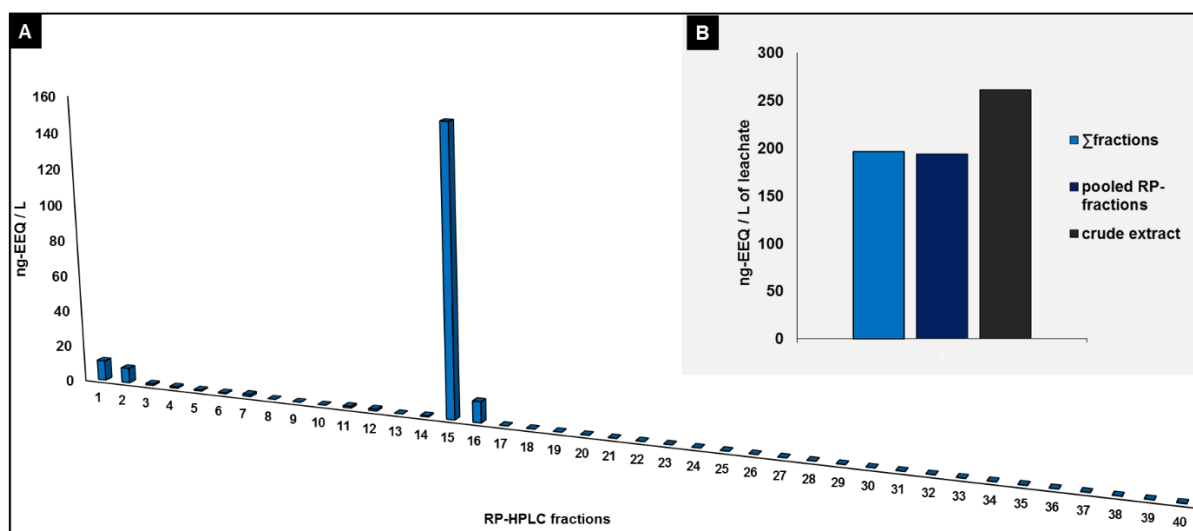 A
160
140
120
100
80
60
40
20
0
ng-EEQ / L
1 2 3 4 5 6 7 8 9 10 11 12 13 14 15 16 17 18 19 20 21 22 23 24 25 26 27 28 29 30 31 32 33 34 35 36 37 38 39 40
RP-HPLC fractions
B
300
250
200
150
100
50
0
ng-EEQ / L of leachate
∑fractions
pooled RP-
fractions
crude extract